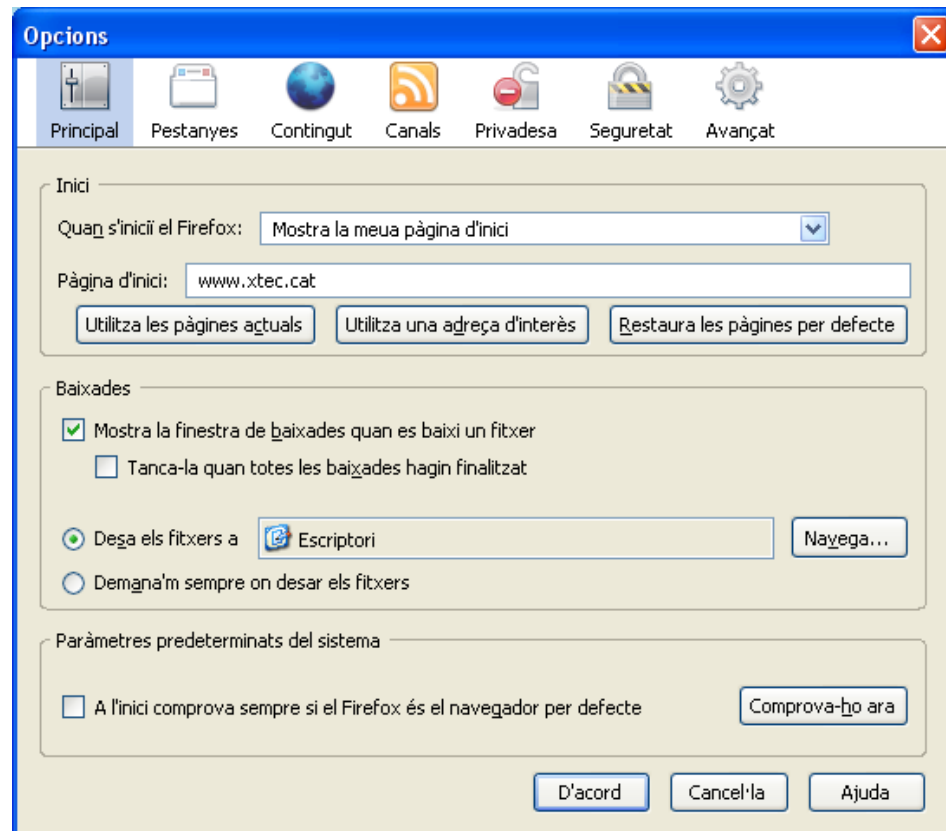 Opcions
Principal Pestanyes Contingut Canals Privadesa Seguretat Avançat
Inici
Quan s'iniciï el Firefox: Mostra la meua pàgina d'inici
Pàgina d'inici: www.xtec.cat
Utilitza les pàgines actuals Utilitza una adreça d'interès Restaura les pàgines per defecte
Baixades
Mostra la finestra de baixades quan es baixi un fitxer
Tanca-la quan totes les baixades hagin finalitzat
Desa els fitxers a Escriptori Navega...
Demana'm sempre on desar els fitxers
Paràmetres predeterminats del sistema
A l'inici comprova sempre si el Firefox és el navegador per defecte Comprova-ho ara
D'acord Cancel·la Ajuda